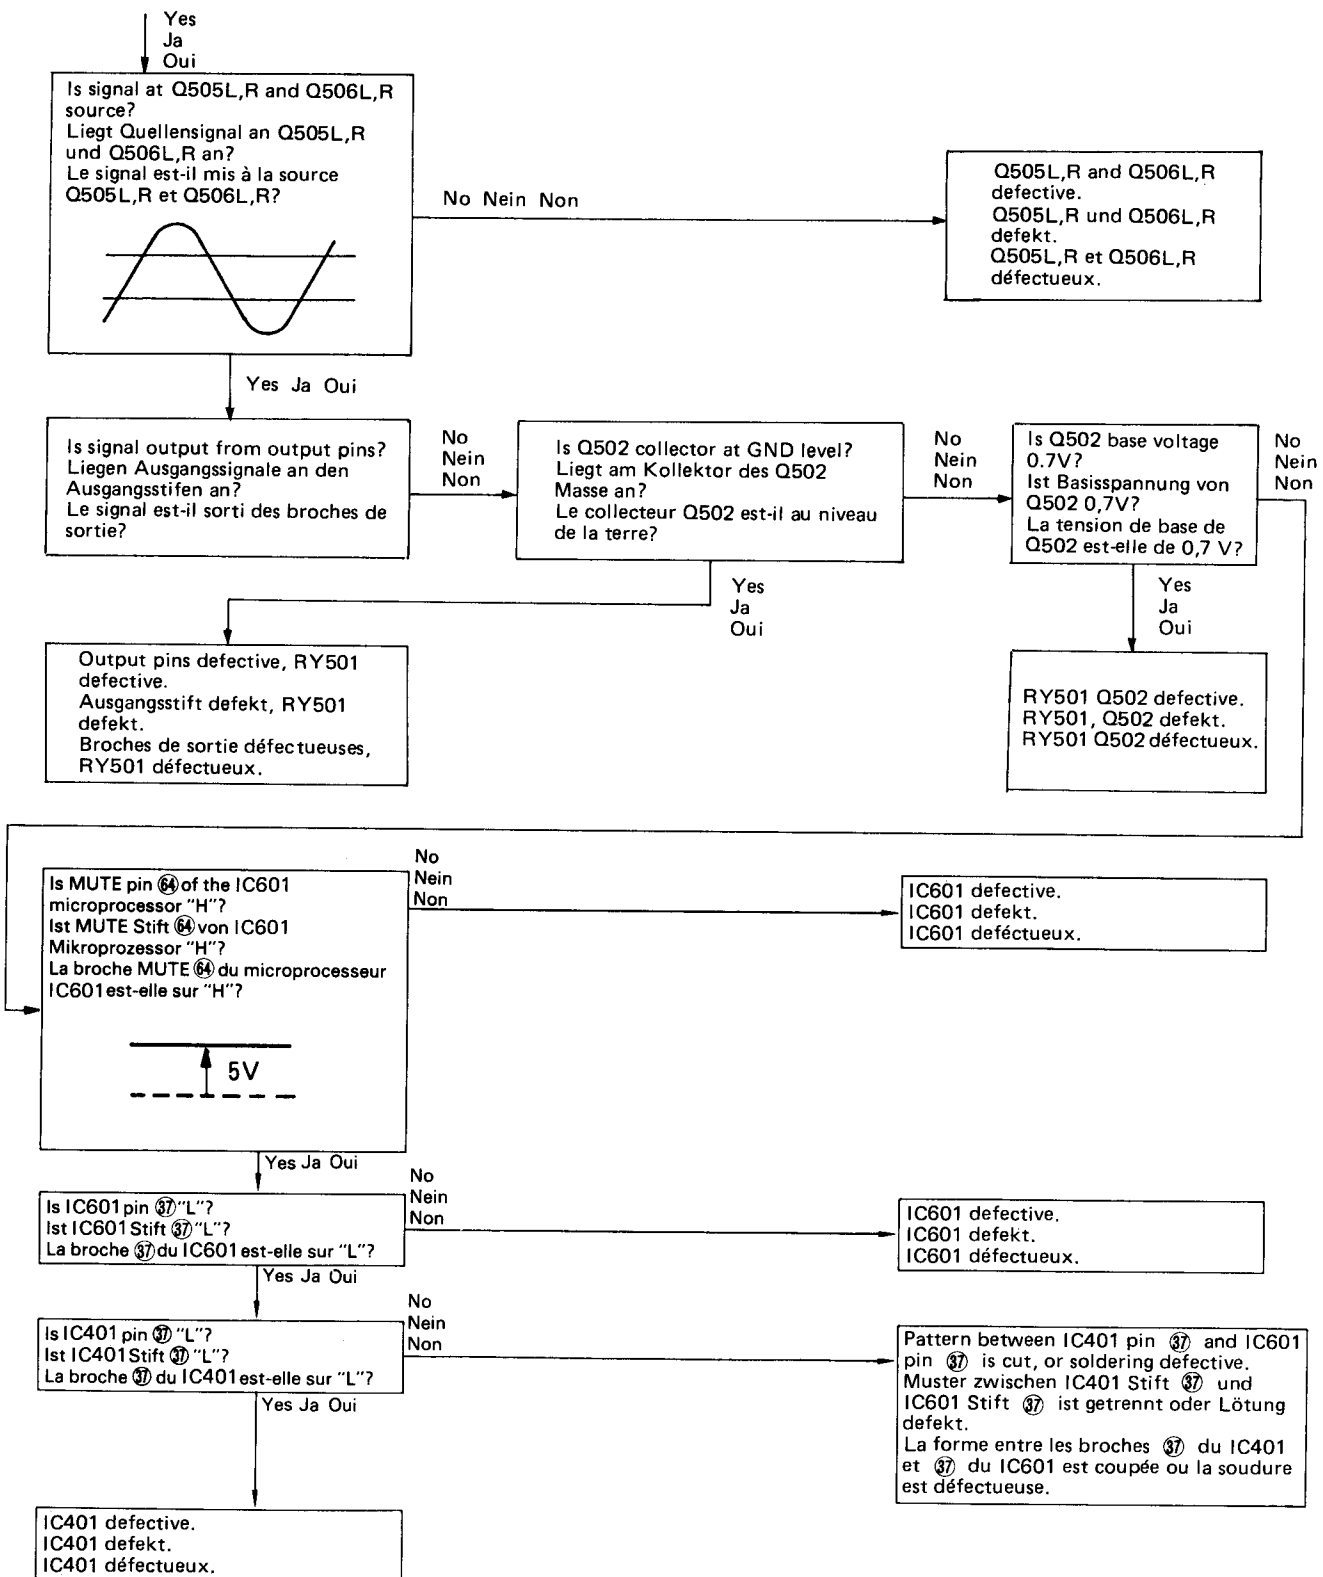 Yes
Ja
Oui
Is signal at Q505L,R and Q506L,R
source?
Liegt Quellensignal an Q505L,R
und Q506L,R an?
Le signal est-il mis à la source
Q505L,R et Q506L,R?
No Nein Non
Q505L,R and Q506L,R
defective.
Q505L,R und Q506L,R
defekt.
Q505L,R et Q506L,R
défectueux.
Yes Ja Oui
Is signal output from output pins?
Liegen Ausgangssignale an den
Ausgangsstifen an?
Le signal est-il sorti des broches de
sortie?
No
Nein
Non
Is Q502 collector at GND level?
Liegt am Kollektor des Q502
Masse an?
Le collecteur Q502 est-il au niveau
de la terre?
No
Nein
Non
Is Q502 base voltage
0.7V?
Ist Basisspannung von
Q502 0,7V?
La tension de base de
Q502 est-elle de 0,7 V?
No
Nein
Non
Yes
Ja
Oui
Yes
Ja
Oui
Output pins defective, RY501
defective.
Ausgangsstift defekt, RY501
defekt.
Broches de sortie défectueuses,
RY501 défectueux.
RY501 Q502 defective.
RY501, Q502 defekt.
RY501 Q502 défectueux.
Is MUTE pin ㉔ of the IC601
microprocessor "H"?
Ist MUTE Stift 64 von IC601
Mikroprozessor "H"?
La broche MUTE 64 du microprocesseur
IC601 est-elle sur "H"?
5V
No
Nein
Non
IC601 defective.
IC601 defekt.
IC601 deféctueux.
Yes Ja Oui
Is IC601 pin ㊲ "L"?
Ist IC601 Stift ㊲ "L"?
La broche ㊲ du IC601 est-elle sur "L"?
No
Nein
Non
IC601 defective.
IC601 defekt.
IC601 défectueux.
Yes Ja Oui
Is IC401 pin ㊲ "L"?
Ist IC401 Stift ㊲ "L"?
La broche ㊲ du IC401 est-elle sur "L"?
No
Nein
Non
Pattern between IC401 pin ㊲ and IC601
pin ㊲ is cut, or soldering defective.
Muster zwischen IC401 Stift ㊲ und
IC601 Stift ㊲ ist getrennt oder Lötung
defekt.
La forme entre les broches ㊲ du IC401
et ㊲ du IC601 est coupée ou la soudure
est défectueuse.
Yes Ja Oui
IC401 defective.
IC401 defekt.
IC401 défectueux.